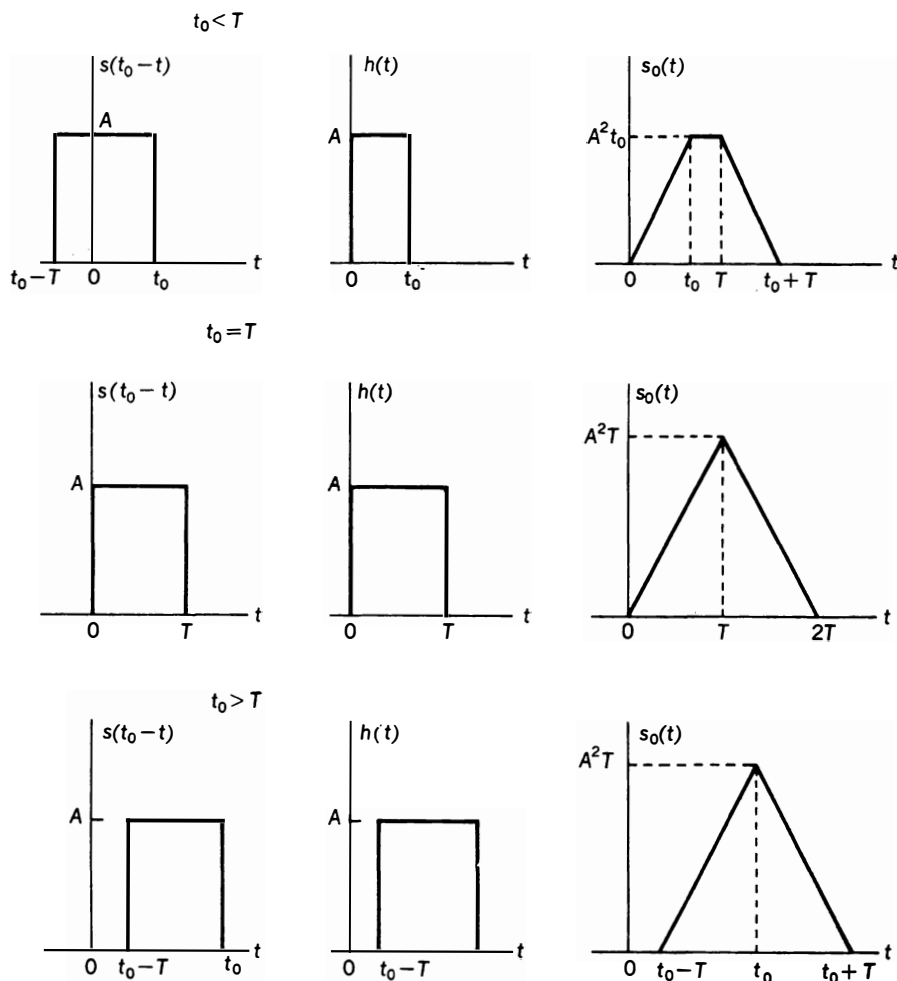 t₀ < T
s(t₀ − t) h(t) s₀(t)
A A A²t₀
t₀ − T 0 t₀ t 0 t₀ t 0 t₀ T t₀ + T t
t₀ = T
s(t₀ − t) h(t) s₀(t)
A A A²T
0 T t 0 T t 0 T 2T t
t₀ > T
s(t₀ − t) h(t) s₀(t)
A A A²T
0 t₀ − T t₀ t 0 t₀ − T t 0 t₀ − T t₀ t₀ + T t